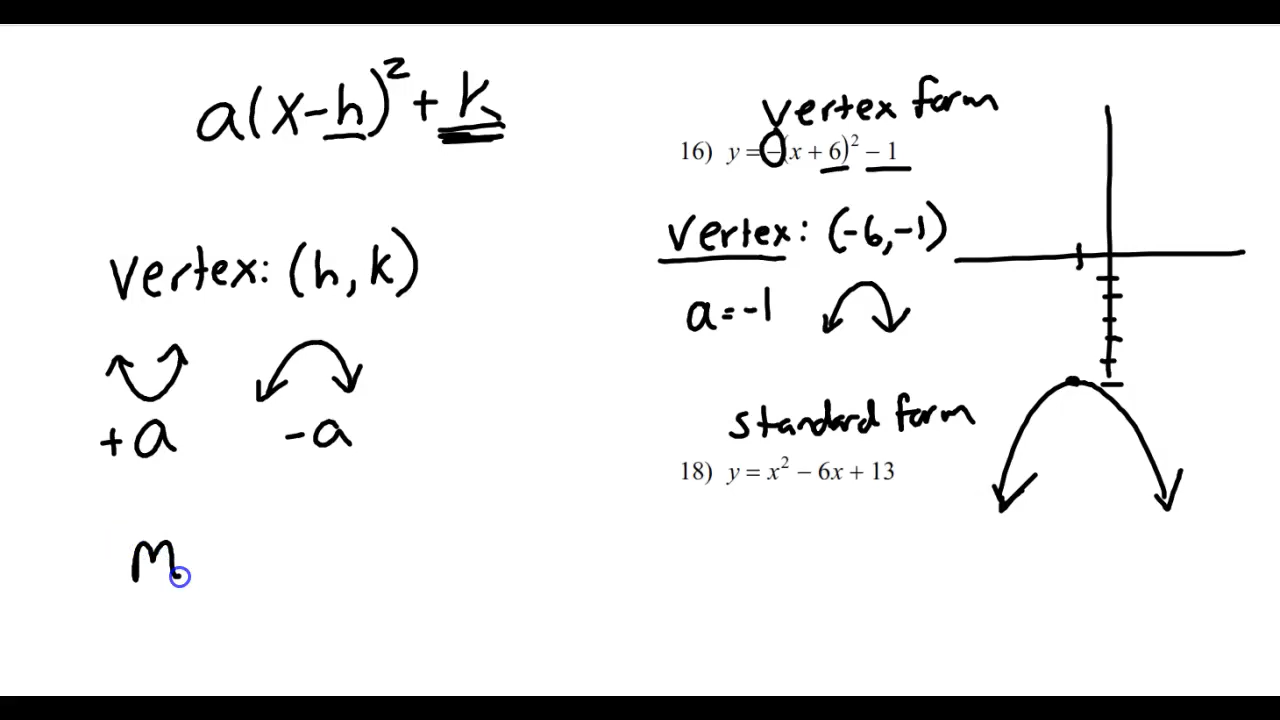 a(x-h)²+k
vertex: (h, k)
+a -a
M
vertex form
16) y = -(x + 6)² - 1
vertex: (-6,-1)
a=-1
standard form
18) y = x² - 6x + 13